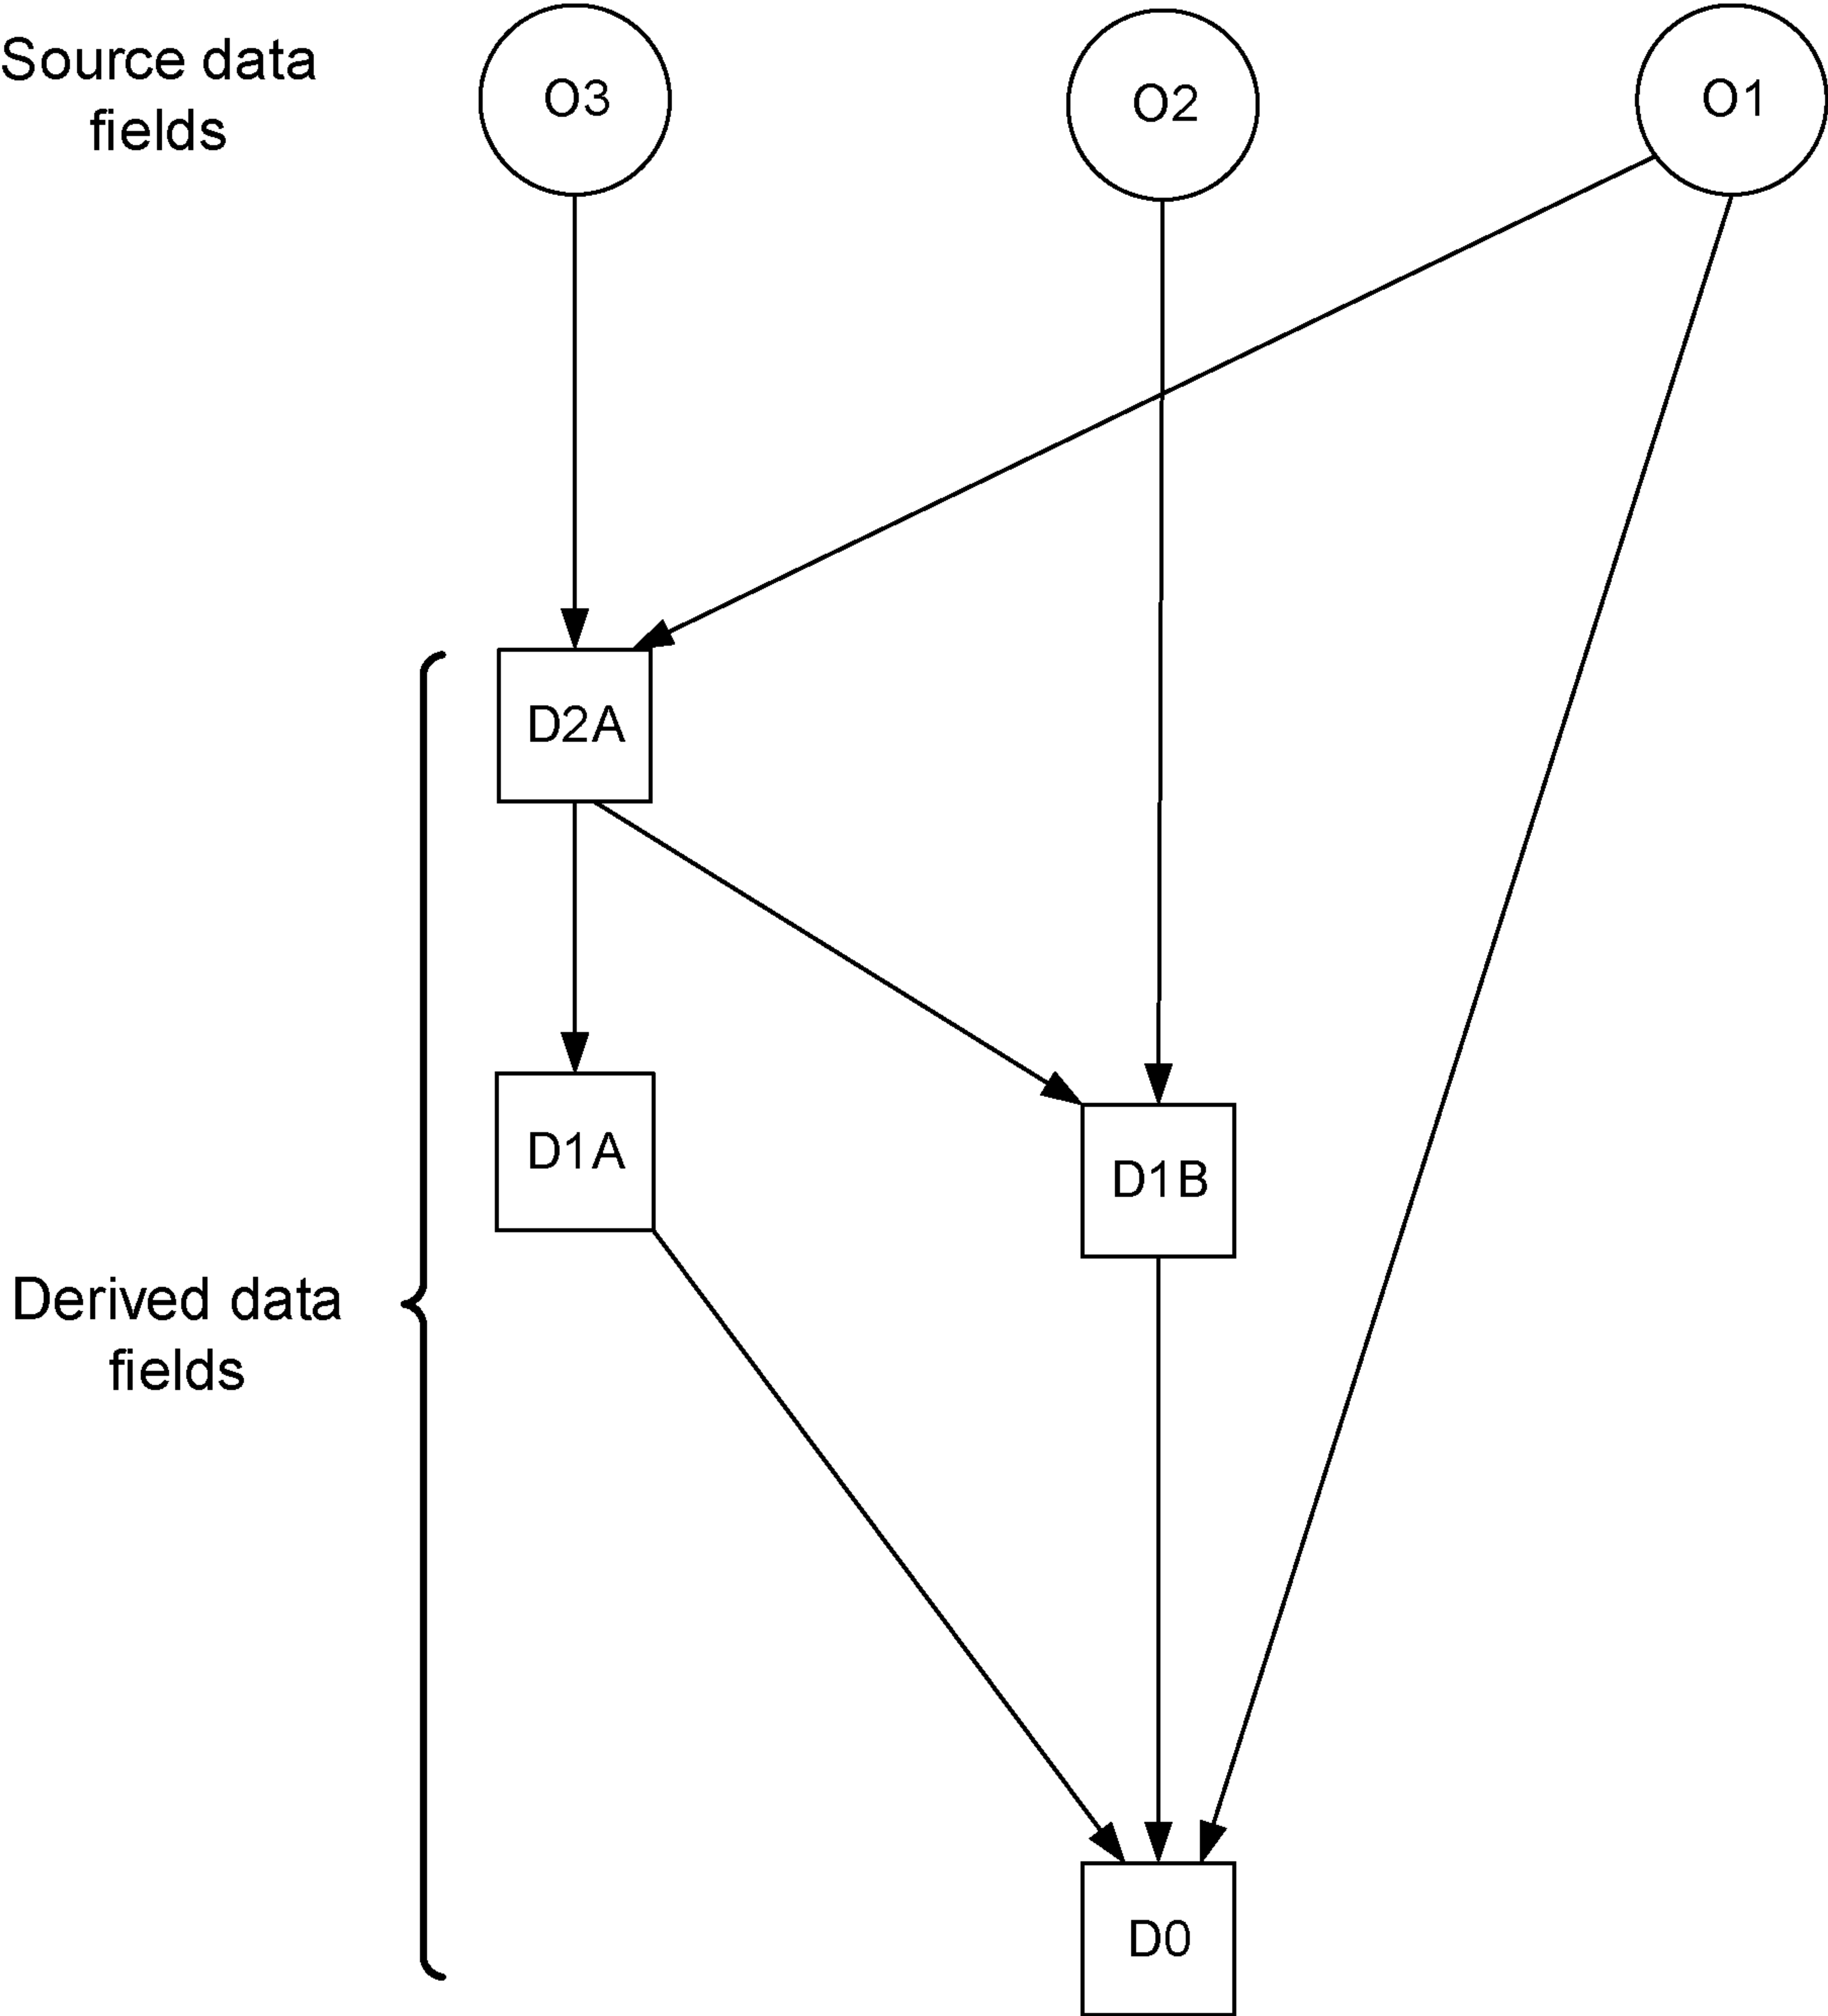 Source data
fields
O3
O2
O1
D2A
D1A
D1B
Derived data
fields
D0